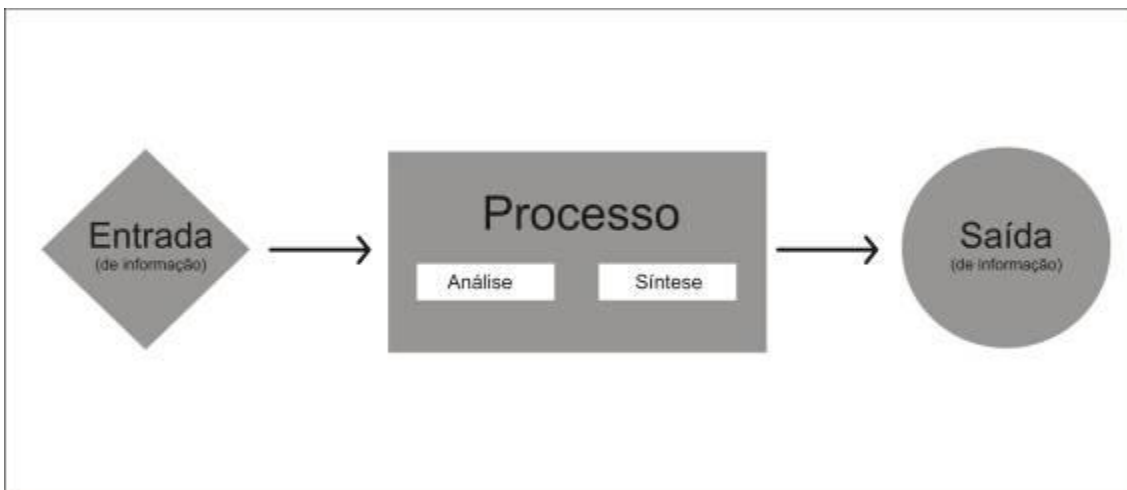 Entrada
(de informação)
Processo
Análise
Síntese
Saída
(de informação)